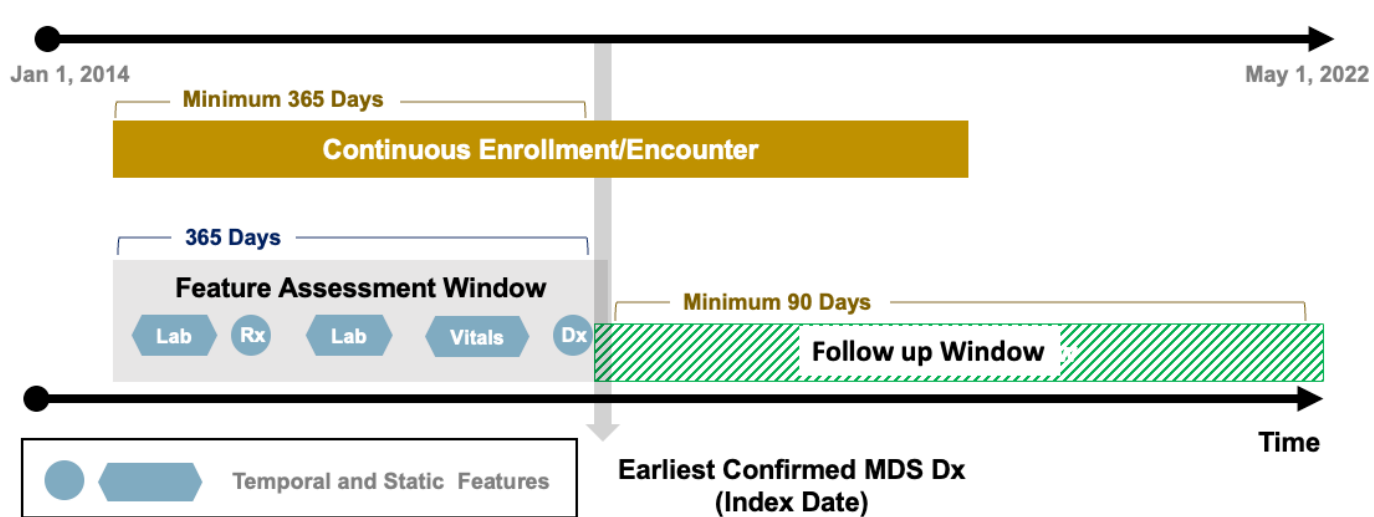 Jan 1, 2014
May 1, 2022
Minimum 365 Days
Continuous Enrollment/Encounter
365 Days
Feature Assessment Window
Minimum 90 Days
Lab
Rx
Lab
Vitals
Dx
Follow up Window
Time
Temporal and Static Features
Earliest Confirmed MDS Dx
(Index Date)